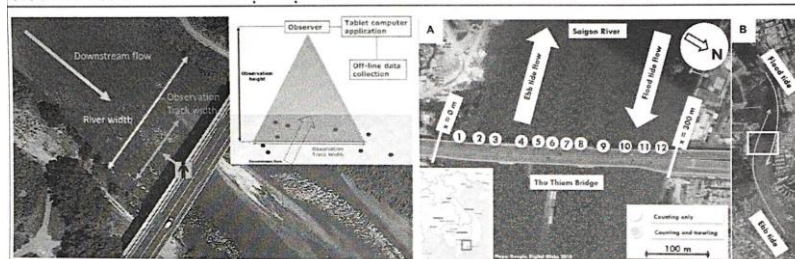 Downstream flow
River width
Observation
Track width
Observer
Tablet computer
application
Off-line data
collection
Observation
height
Observation
Track Width
A
Saigon River
N
Ebb tide flow
Flood tide flow
x = 0 m
x = 300 m
1 2 3 4 5 6 7 8 9 10 11 12
Thu Thiem Bridge
Counting only
Counting and trawling
100 m
B
Flood tide
Ebb tide